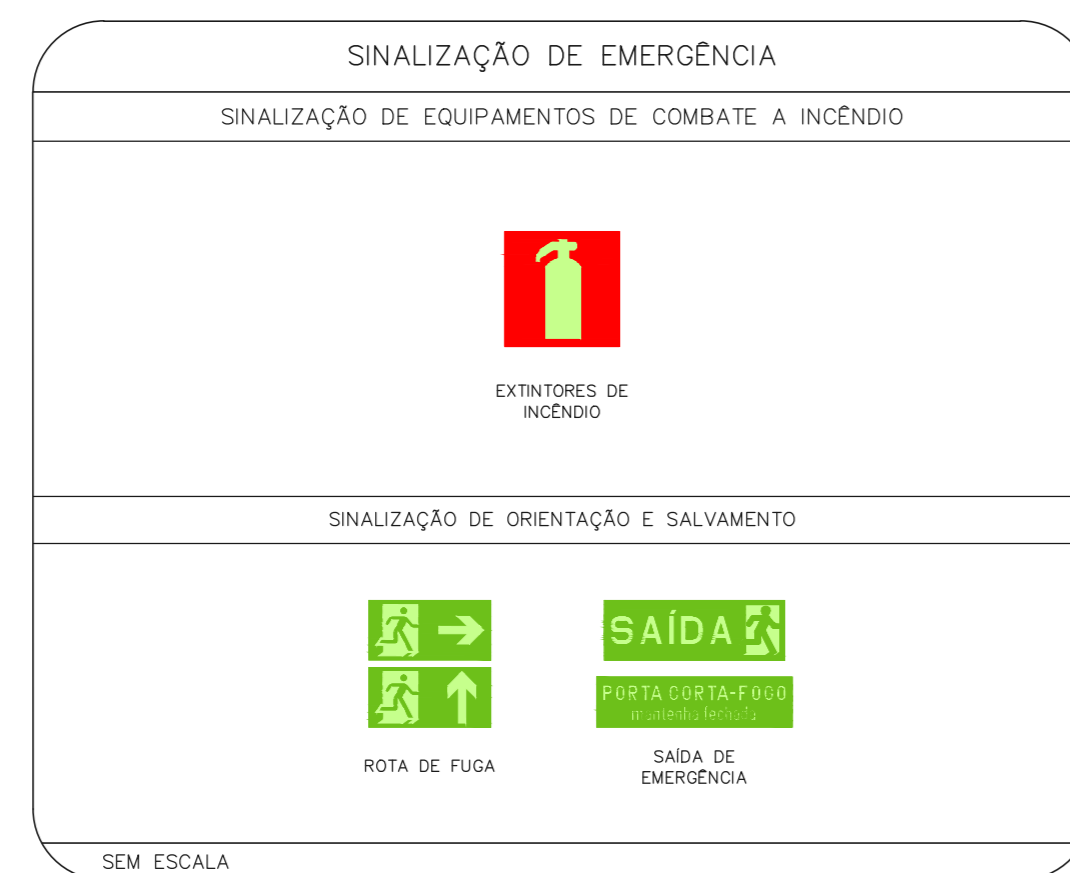 SINALIZAÇÃO DE EMERGÊNCIA
SINALIZAÇÃO DE EQUIPAMENTOS DE COMBATE A INCÊNDIO
EXTINTORES DE
INCÊNDIO
SINALIZAÇÃO DE ORIENTAÇÃO E SALVAMENTO
SAÍDA
PORTA CORTA-FOGO
mantenha fechada
ROTA DE FUGA
SAÍDA DE
EMERGÊNCIA
SEM ESCALA